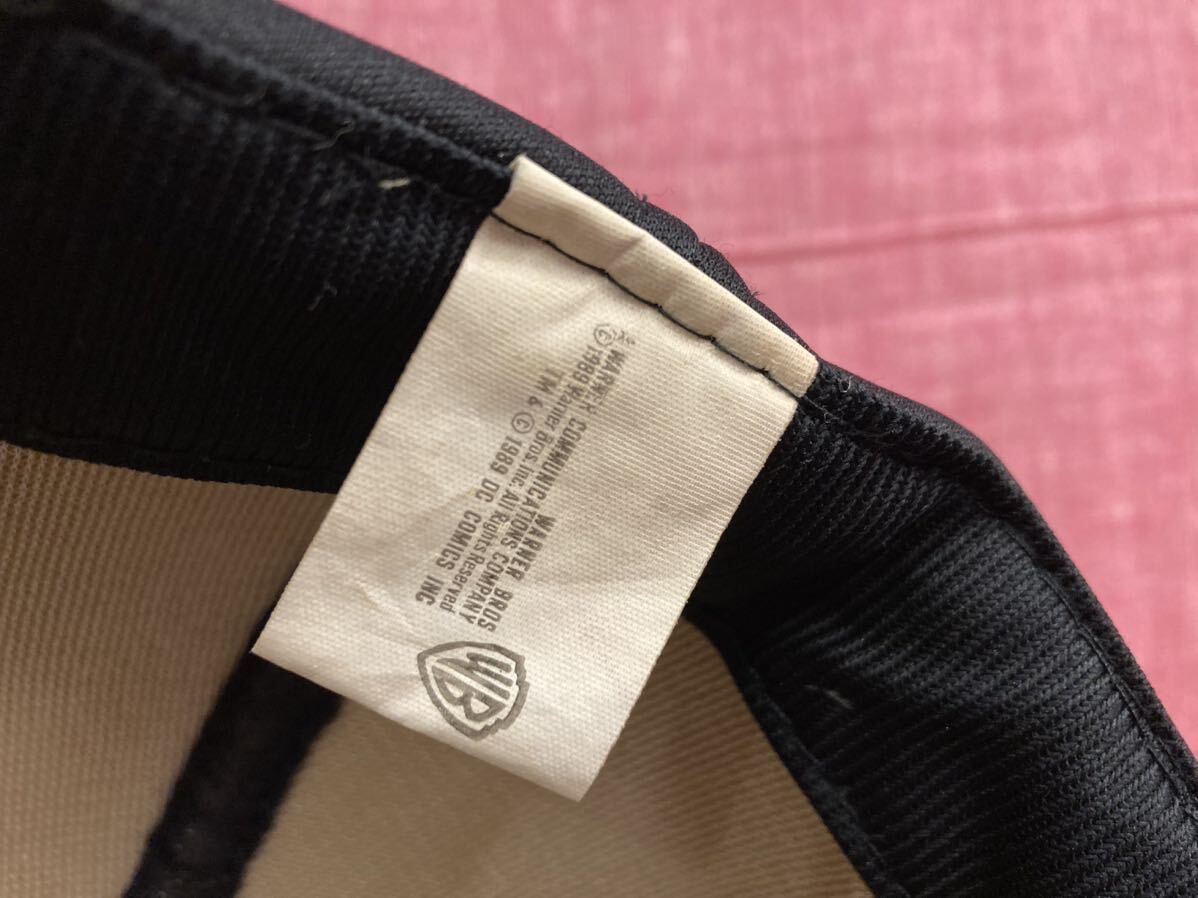 WARNER BROS
WARNER COMMUNICATIONS COMPANY
©1989 Warner Bros. Inc. All Rights Reserved
TM & © 1989 DC COMICS INC
WB